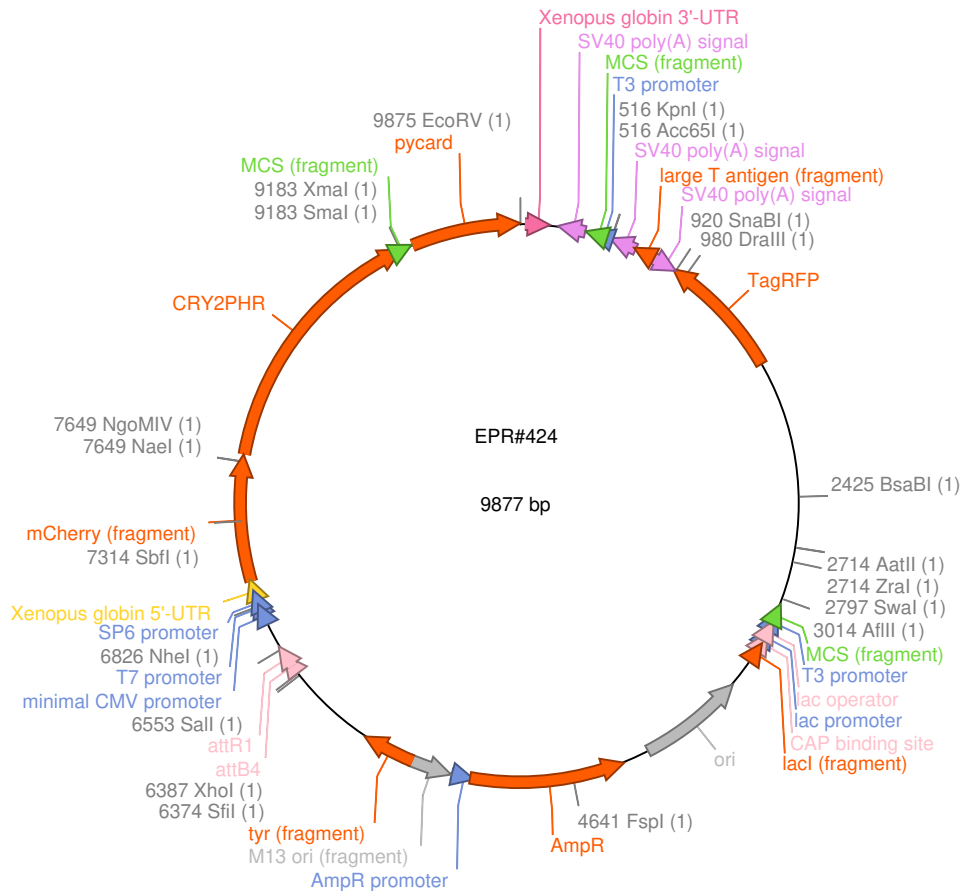 Xenopus globin 3'-UTR
SV40 poly(A) signal
MCS (fragment)
T3 promoter
516 KpnI (1)
516 Acc65I (1)
SV40 poly(A) signal
large T antigen (fragment)
SV40 poly(A) signal
920 SnaBI (1)
980 DraIII (1)
TagRFP
2425 BsaBI (1)
2714 AatII (1)
2714 ZraI (1)
2797 SwaI (1)
3014 AflII (1)
MCS (fragment)
T3 promoter
lac operator
lac promoter
CAP binding site
lacI (fragment)
ori
4641 FspI (1)
AmpR
AmpR promoter
M13 ori (fragment)
tyr (fragment)
6374 SfiI (1)
6387 XhoI (1)
attB4
attR1
6553 SalI (1)
minimal CMV promoter
T7 promoter
6826 NheI (1)
SP6 promoter
Xenopus globin 5'-UTR
7314 SbfI (1)
mCherry (fragment)
7649 NaeI (1)
7649 NgoMIV (1)
CRY2PHR
9183 SmaI (1)
9183 XmaI (1)
MCS (fragment)
pycard
9875 EcoRV (1)
EPR#424
9877 bp